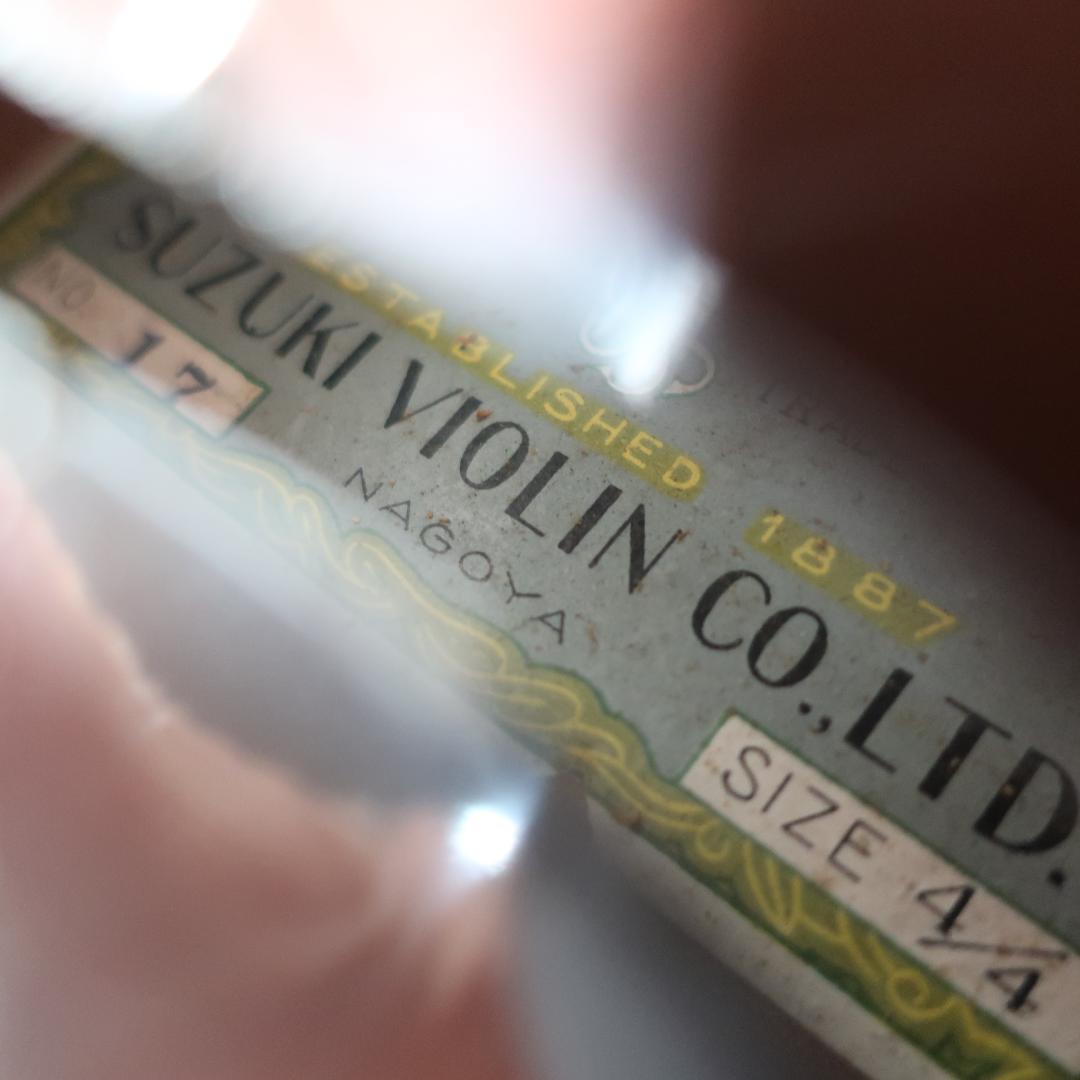 ESTABLISHED 1887
SUZUKI VIOLIN CO.,LTD.
NAGOYA
NO. 17
SIZE 4/4